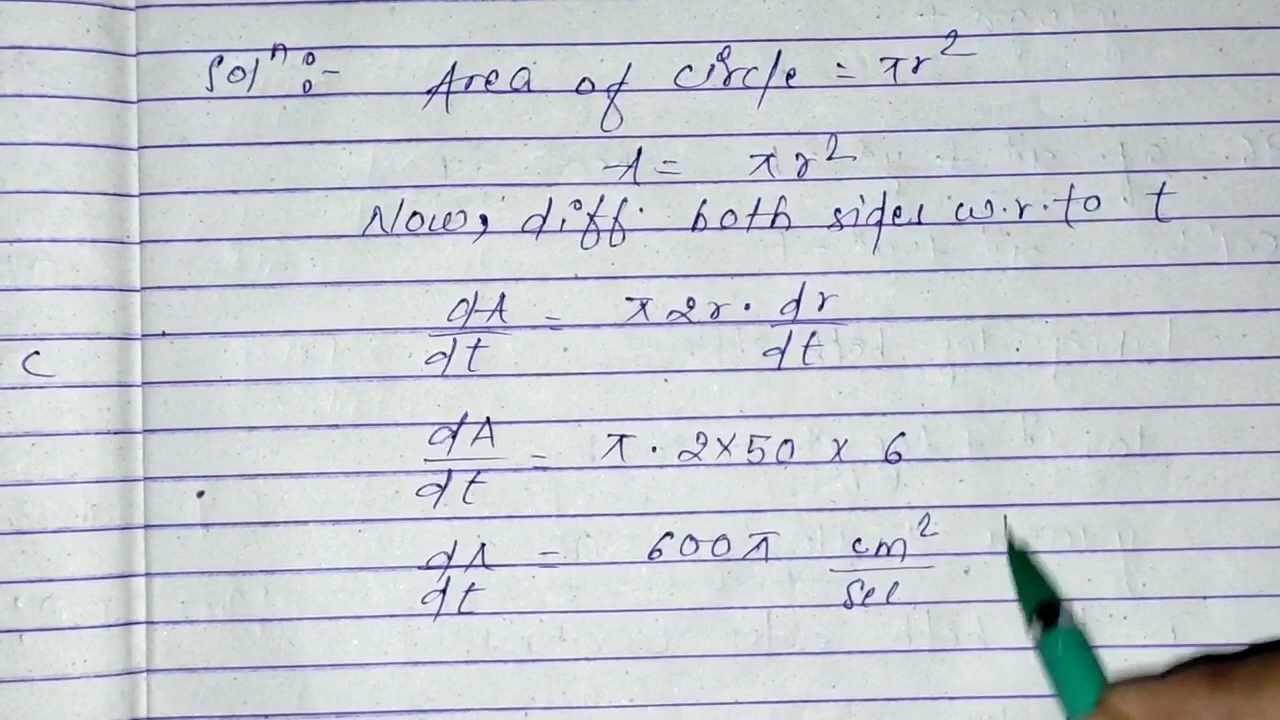 Solⁿ :- Area of circle = πr²
A = πr²
Now, diff. both sides w.r.to t
dA/dt = π2r · dr/dt
dA/dt = π · 2×50 × 6
dA/dt = 600π cm²/sec
C